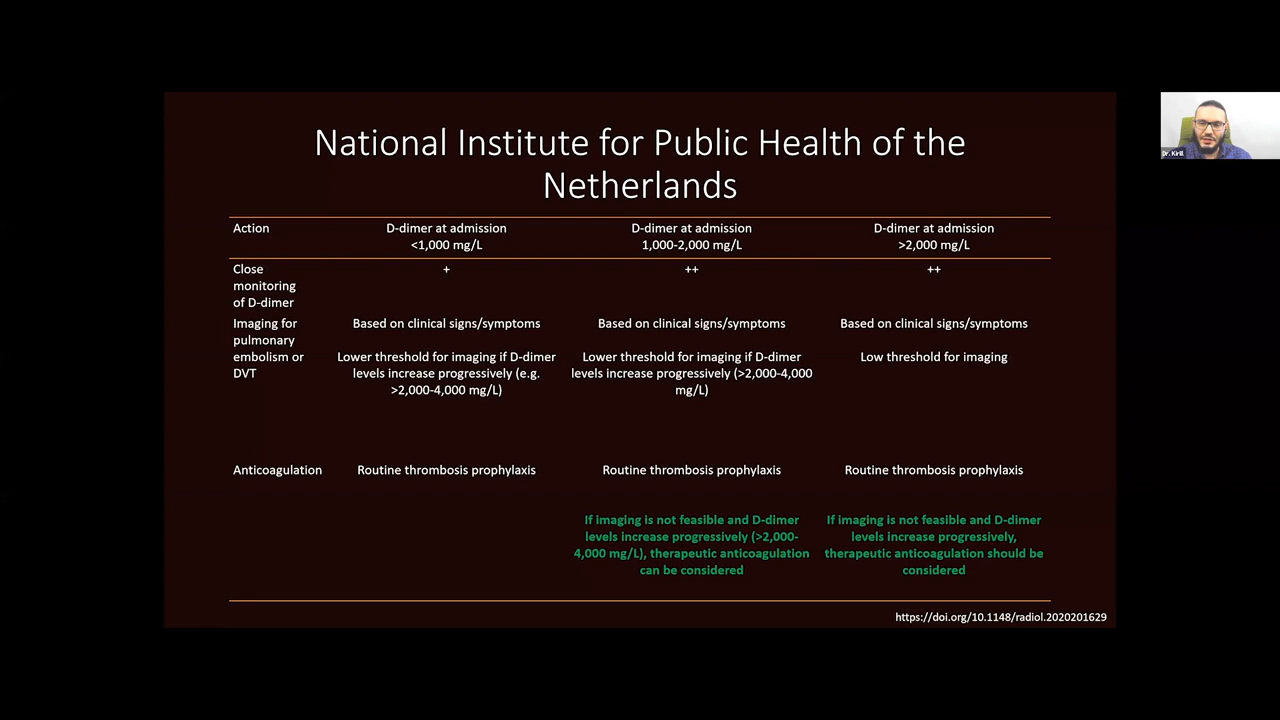 National Institute for Public Health of the
Netherlands
Action
D-dimer at admission
<1,000 mg/L
D-dimer at admission
1,000-2,000 mg/L
D-dimer at admission
>2,000 mg/L
Close
monitoring
of D-dimer
+
++
++
Imaging for
pulmonary
embolism or
DVT
Based on clinical signs/symptoms
Lower threshold for imaging if D-dimer
levels increase progressively (e.g.
>2,000-4,000 mg/L)
Based on clinical signs/symptoms
Lower threshold for imaging if D-dimer
levels increase progressively (>2,000-4,000
mg/L)
Based on clinical signs/symptoms
Low threshold for imaging
Anticoagulation
Routine thrombosis prophylaxis
Routine thrombosis prophylaxis
If imaging is not feasible and D-dimer
levels increase progressively (>2,000-
4,000 mg/L), therapeutic anticoagulation
can be considered
Routine thrombosis prophylaxis
If imaging is not feasible and D-dimer
levels increase progressively,
therapeutic anticoagulation should be
considered
https://doi.org/10.1148/radiol.2020201629
Dr. Kirill